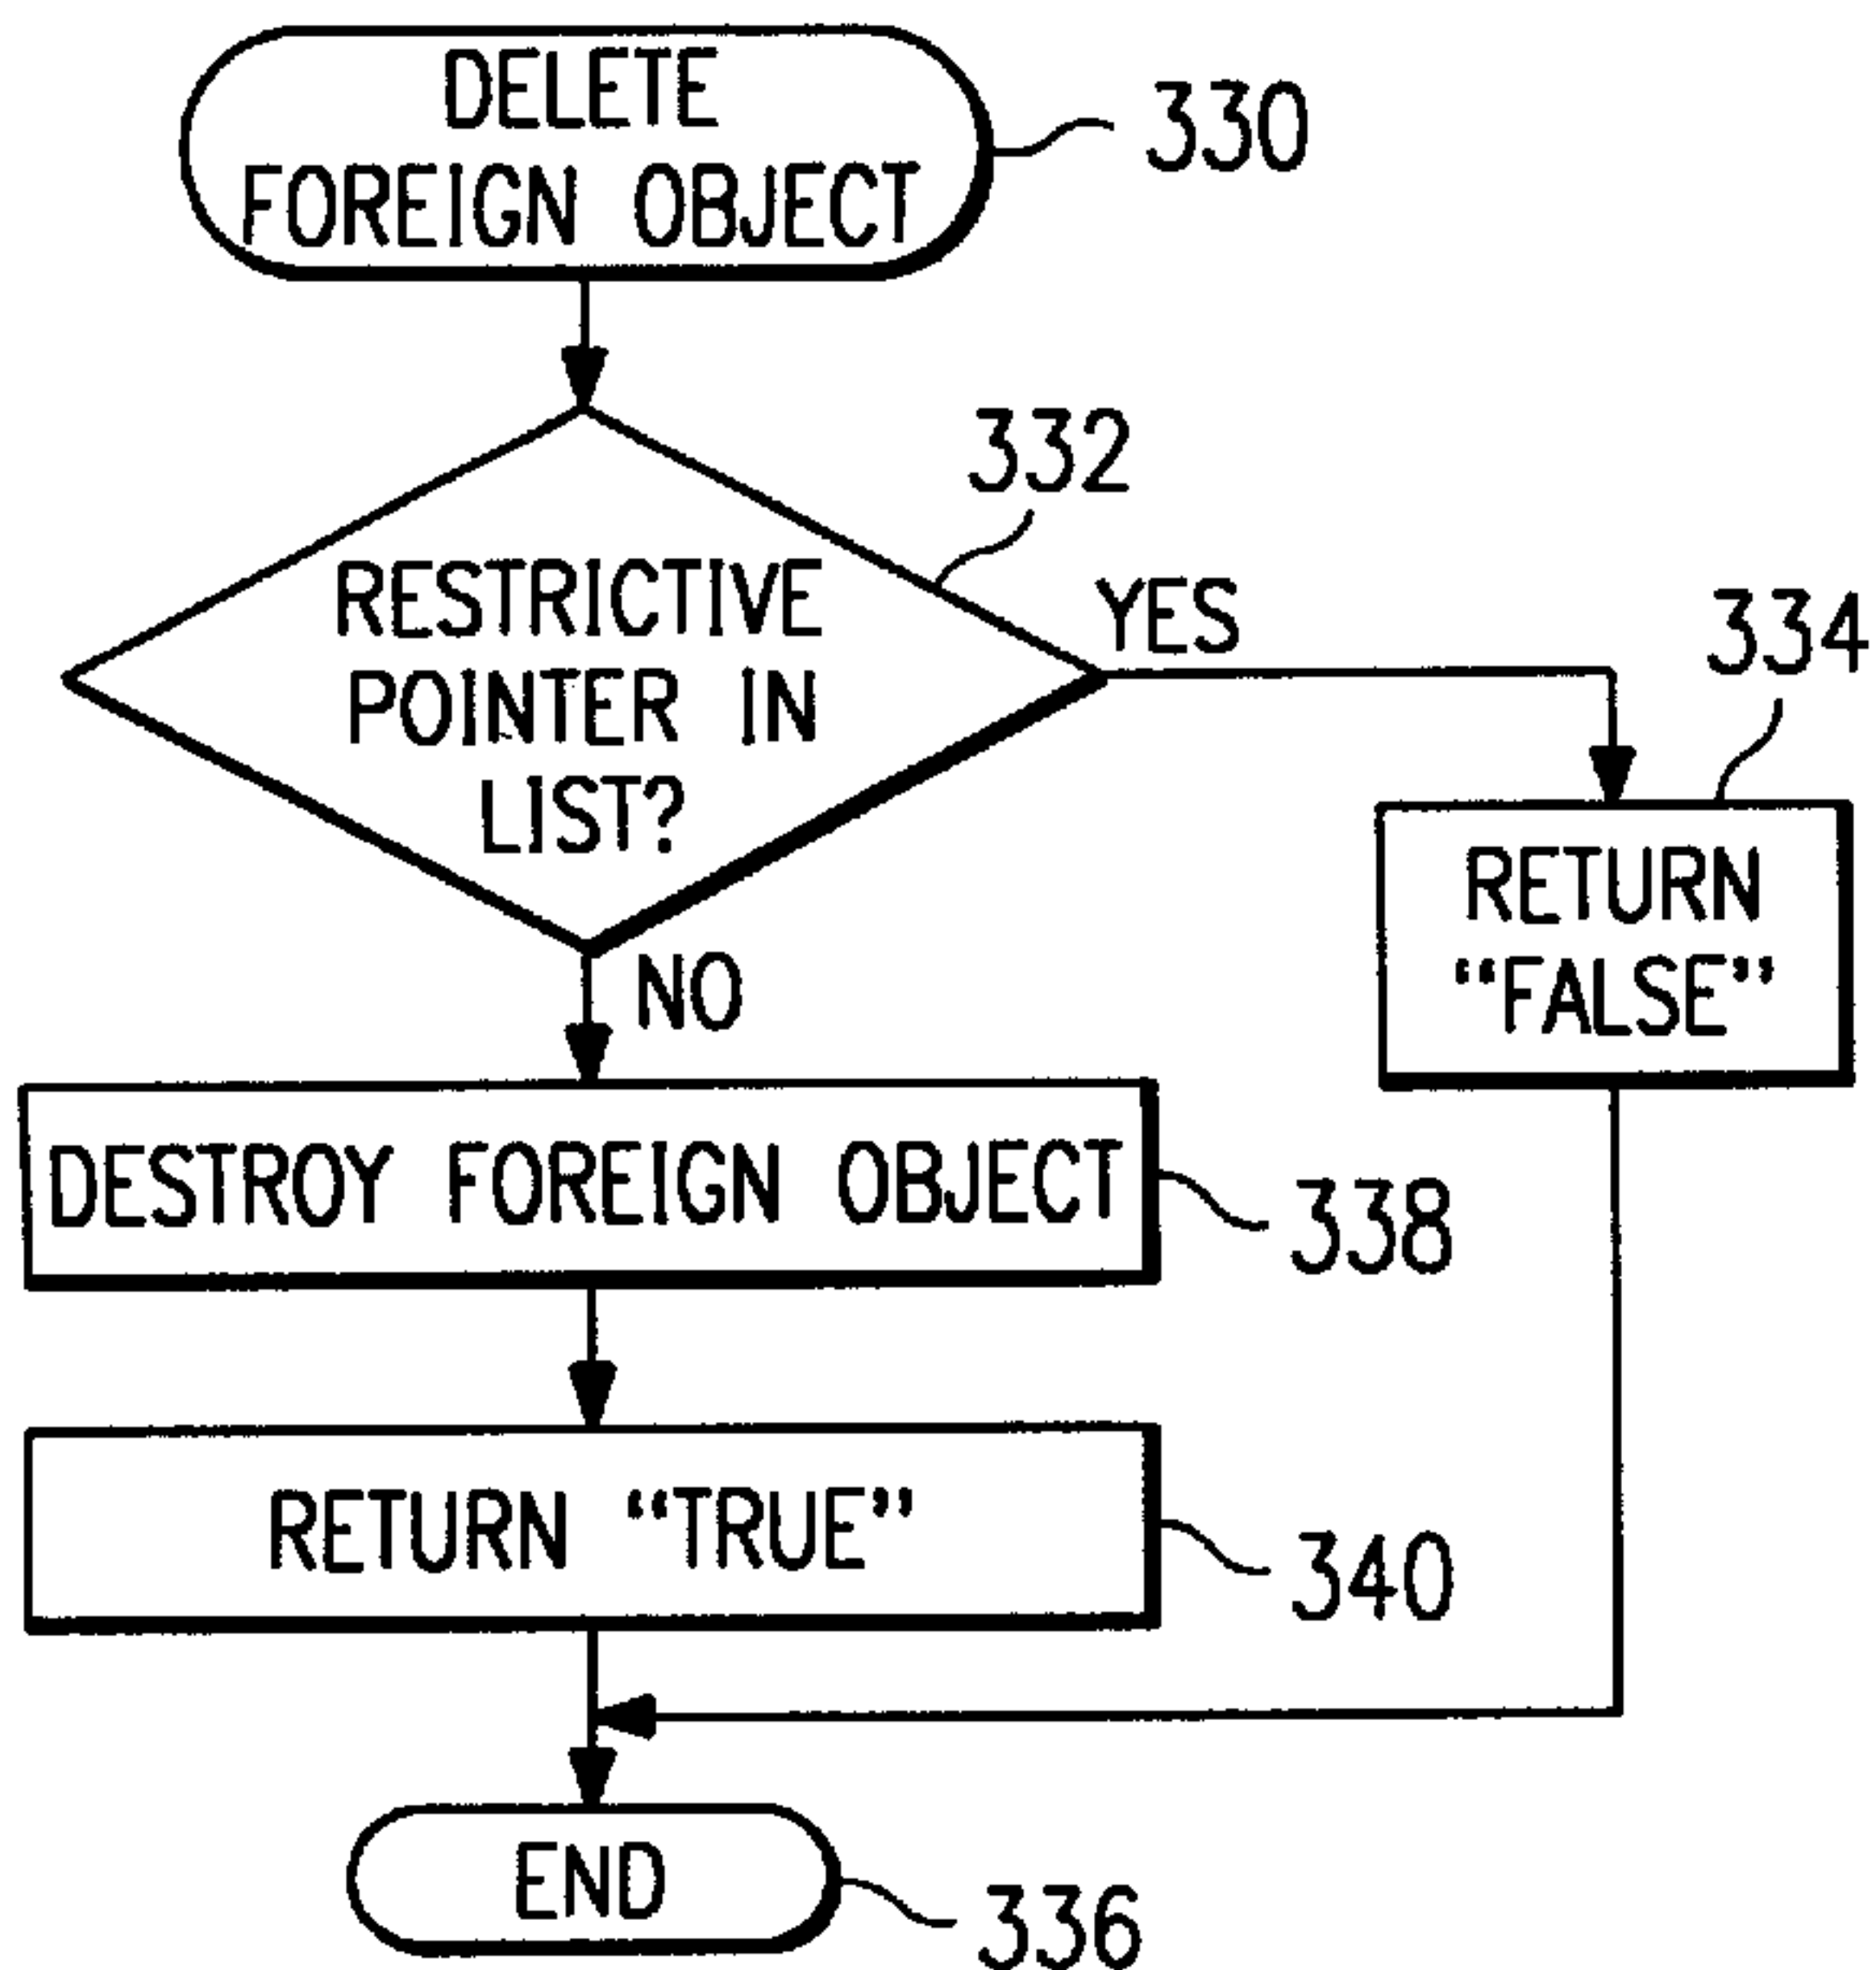 DELETE
FOREIGN OBJECT
330
332
RESTRICTIVE
POINTER IN
LIST?
YES
334
RETURN
“FALSE”
NO
DESTROY FOREIGN OBJECT
338
RETURN “TRUE”
340
END
336